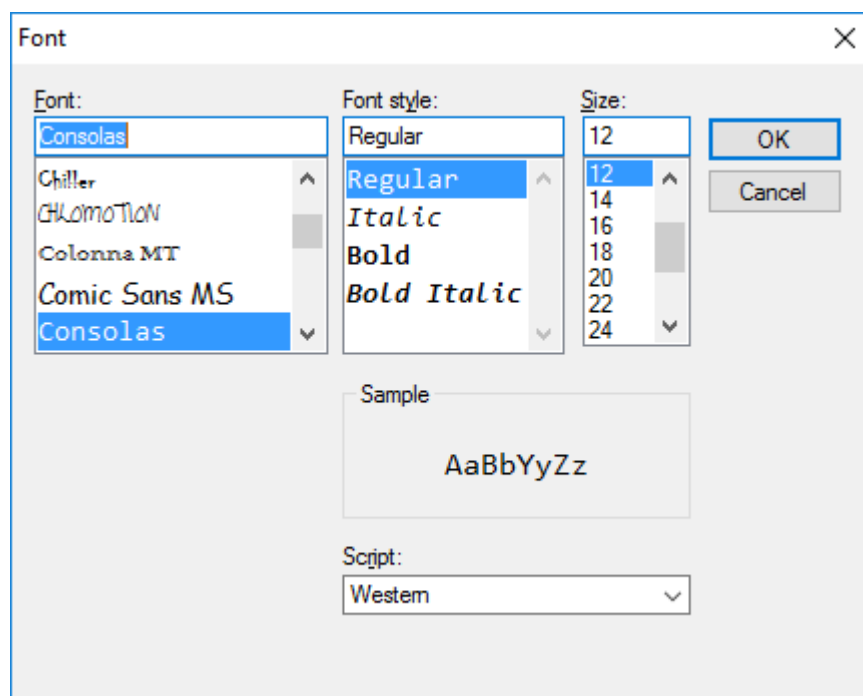 Font
Font:
Consolas
Chiller
CHLOMOTION
Colonna MT
Comic Sans MS
Consolas
Font style:
Regular
Regular
Italic
Bold
Bold Italic
Size:
12
12
14
16
18
20
22
24
OK
Cancel
Sample
AaBbYyZz
Script:
Western